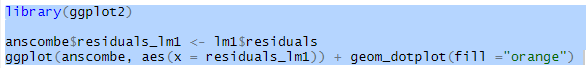 library(ggplot2)
anscombe$residuals_lm1 <- lm1$residuals
ggplot(anscombe, aes(x = residuals_lm1)) + geom_dotplot(fill ="orange")